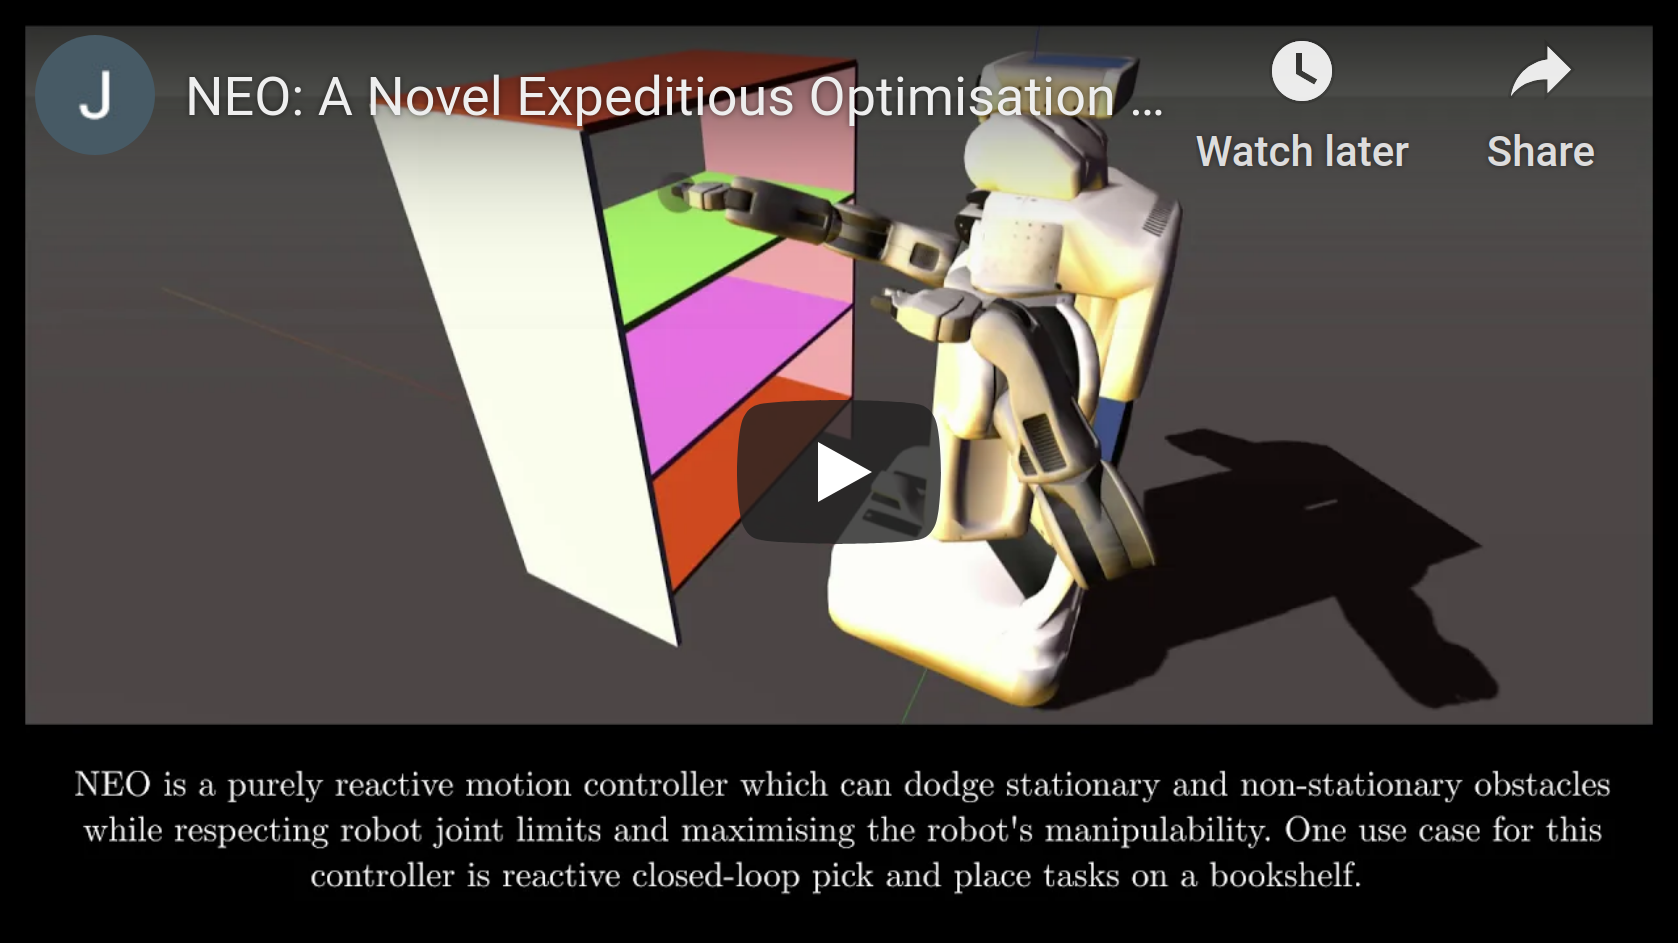 J
NEO: A Novel Expeditious Optimisation ...
Watch later
Share
NEO is a purely reactive motion controller which can dodge stationary and non-stationary obstacles
while respecting robot joint limits and maximising the robot's manipulability. One use case for this
controller is reactive closed-loop pick and place tasks on a bookshelf.